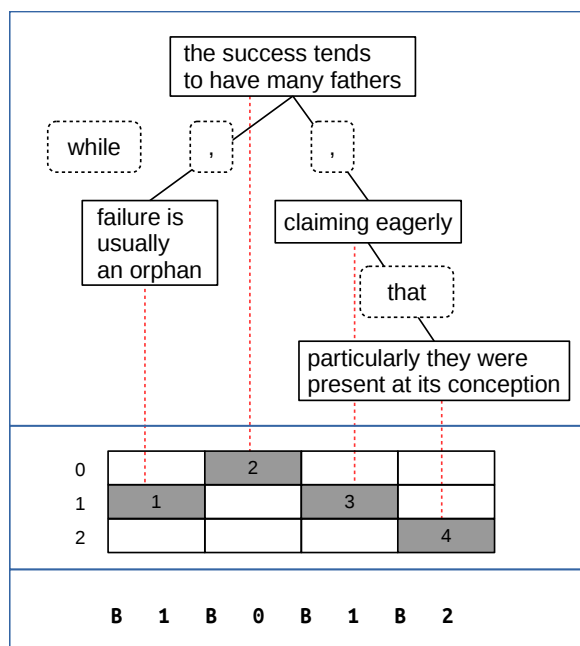 the success tends
to have many fathers
while , ,
failure is
usually
an orphan
claiming eagerly
that
particularly they were
present at its conception
0 2
1 1 3
2 4
B 1 B 0 B 1 B 2